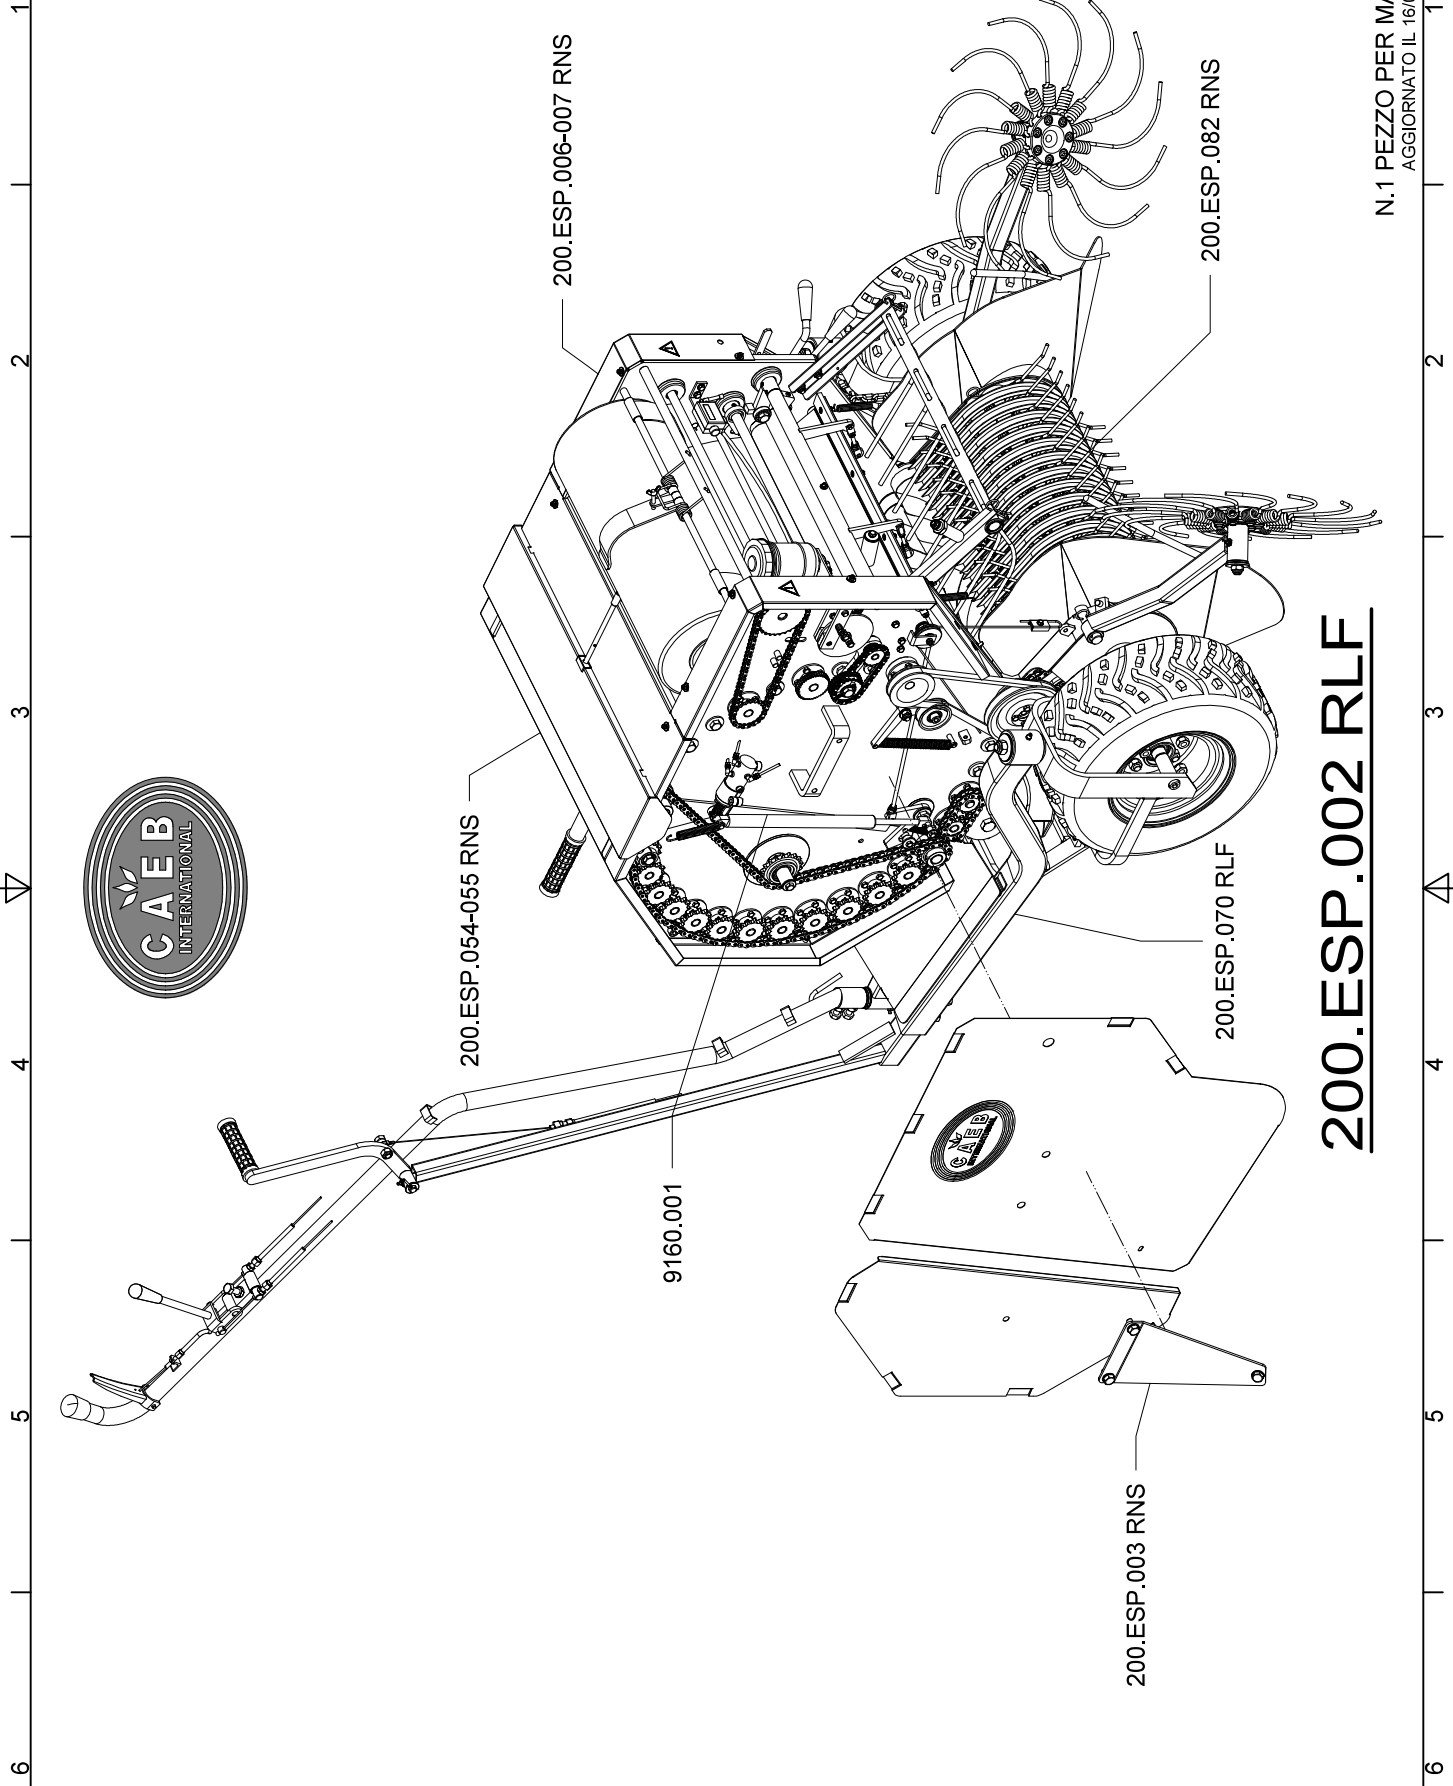 1
2
3
4
5
6
C A E B
INTERNATIONAL
200.ESP.006-007 RNS
200.ESP.054-055 RNS
200.ESP.082 RNS
9160.001
200.ESP.070 RLF
C A E B
INTERNATIONAL
200.ESP.003 RNS
200.ESP.002 RLF
N.1 PEZZO PER
AGGIORNATO IL
1
2
3
4
5
6